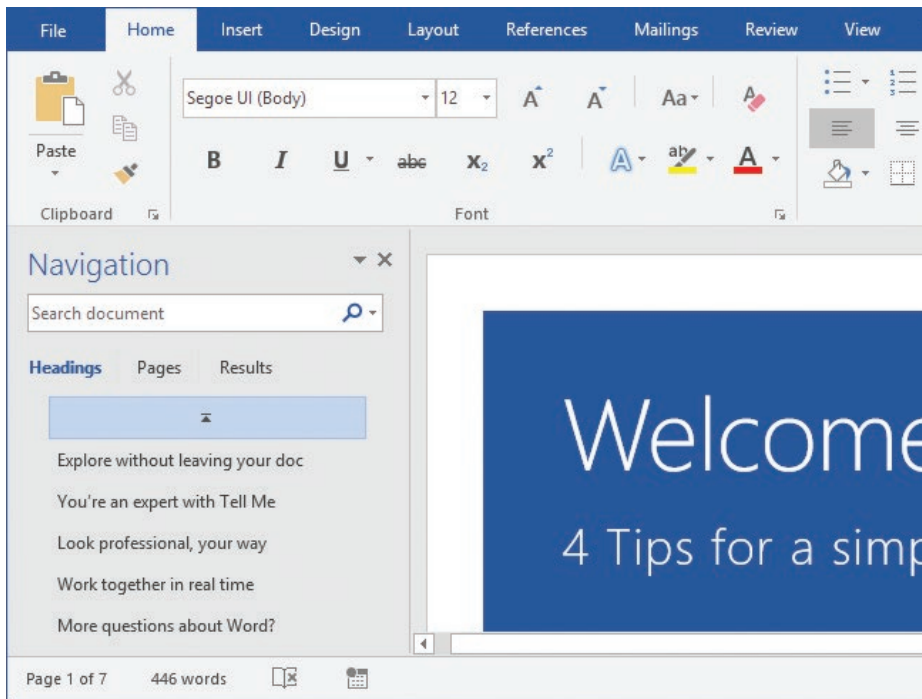 File Home Insert Design Layout References Mailings Review View
Segoe UI (Body) 12 A A Aa
Paste
B I U abc X₂ X² A ab A
Clipboard Font
Navigation
Search document
Headings Pages Results
Explore without leaving your doc
You're an expert with Tell Me
Look professional, your way
Work together in real time
More questions about Word?
Welcome
4 Tips for a simp
Page 1 of 7 446 words